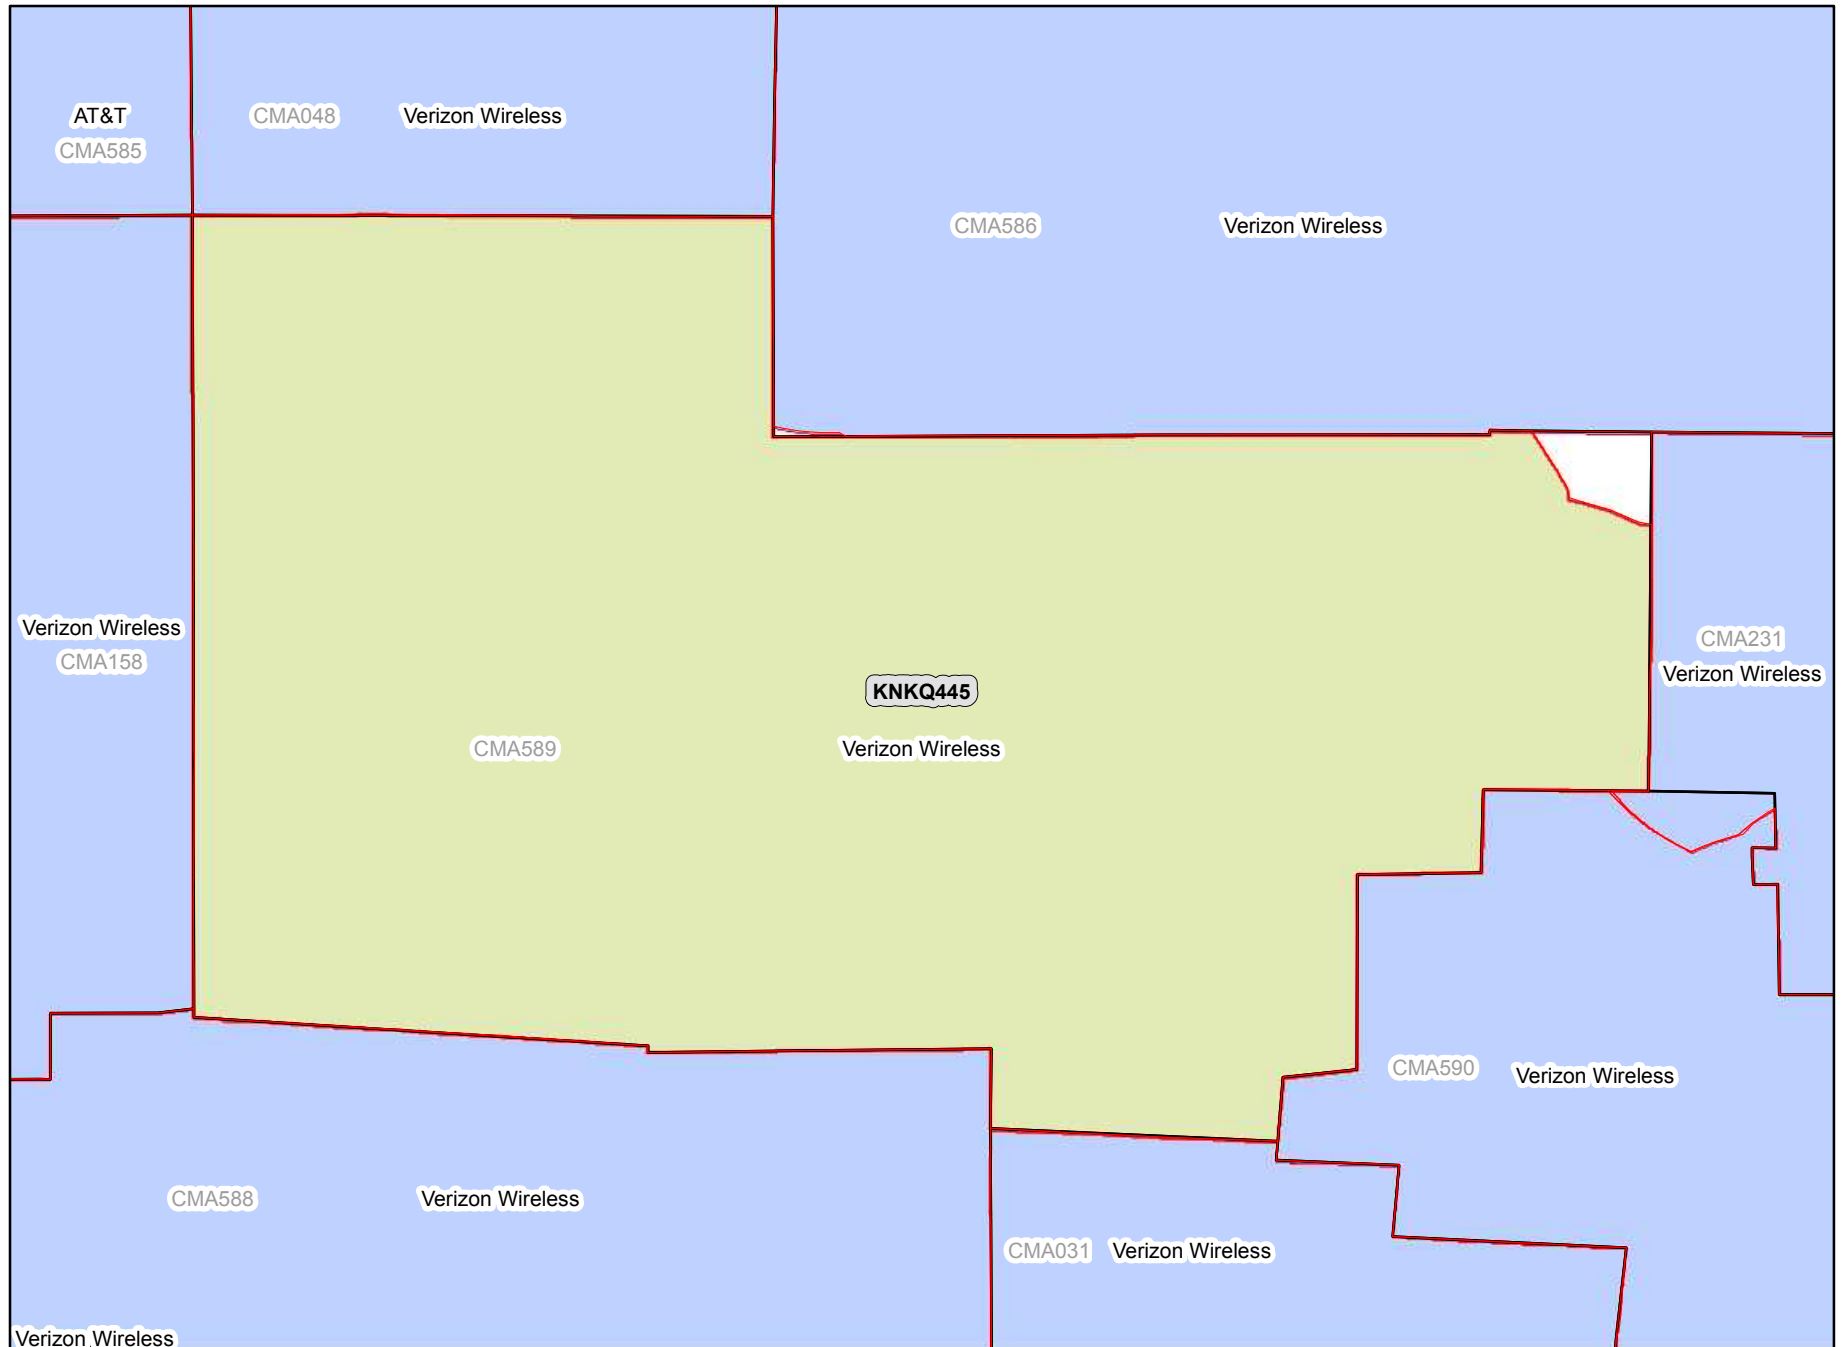 AT&T
CMA585
CMA048
Verizon Wireless
CMA586
Verizon Wireless
Verizon Wireless
CMA158
CMA231
Verizon Wireless
KNKQ445
CMA589
Verizon Wireless
CMA590
Verizon Wireless
CMA588
Verizon Wireless
CMA031
Verizon Wireless
Verizon Wireless